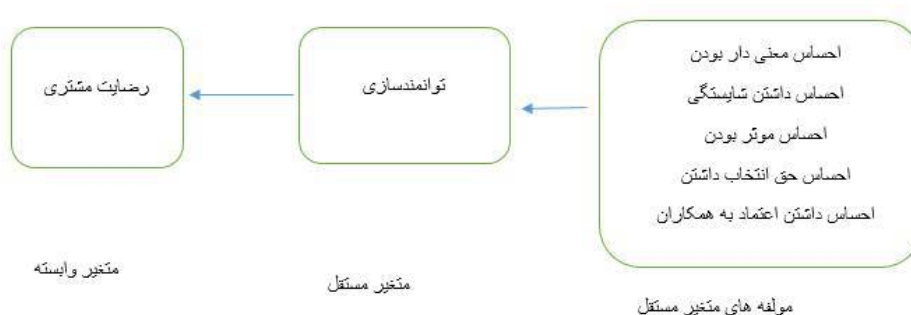 احساس معنی دار بودن
احساس داشتن شایستگی
احساس موثر بودن
احساس حق انتخاب داشتن
احساس داشتن اعتماد به همکاران
توانمندسازی
رضایت مشتری
مولفه های متغیر مستقل
متغیر مستقل
متغیر وابسته